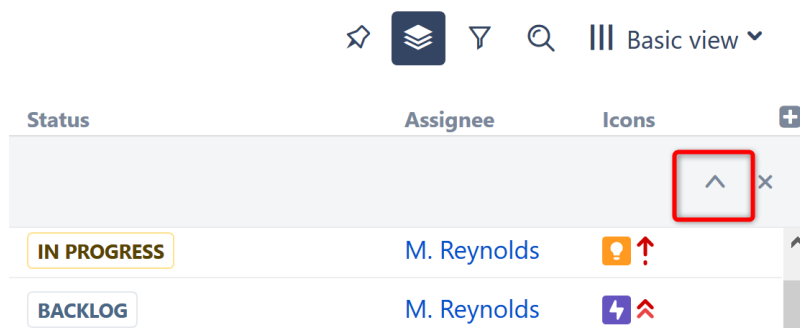 Basic view
Status Assignee Icons
IN PROGRESS M. Reynolds
BACKLOG M. Reynolds